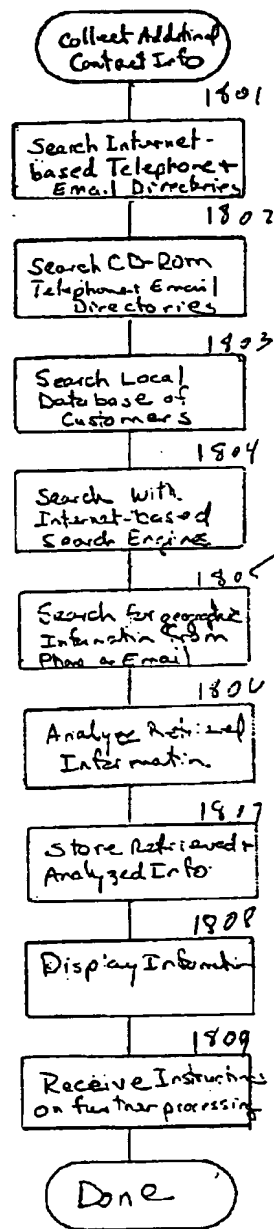 Collect Additional
Contact Info
1801
Search Internet-
based Telephone +
Email Directories
1802
Search CD-Rom
Telephone + Email
Directories
1803
Search Local
Database of
Customers
1804
Search With
Internet-based
Search Engines
1805
Search for geographic
Information from
Phone or Email
1806
Analyze Retrieved
Information
1807
Store Retrieved +
Analyzed Info.
1808
Display Information
1809
Receive Instructions
on further processing
Done